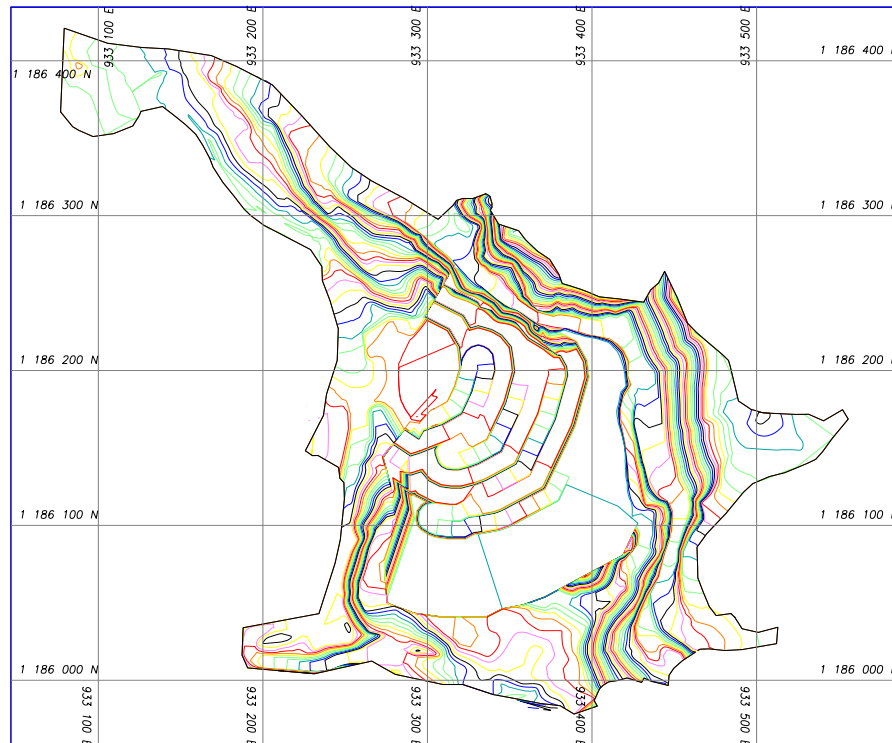 933 100 E
933 200 E
933 300 E
933 400 E
933 500 E
1 186 400 N
1 186 400 N
1 186 300 N
1 186 300 N
1 186 200 N
1 186 200 N
1 186 100 N
1 186 100 N
1 186 000 N
1 186 000 N
933 100 E
933 200 E
933 300 E
933 400 E
933 500 E